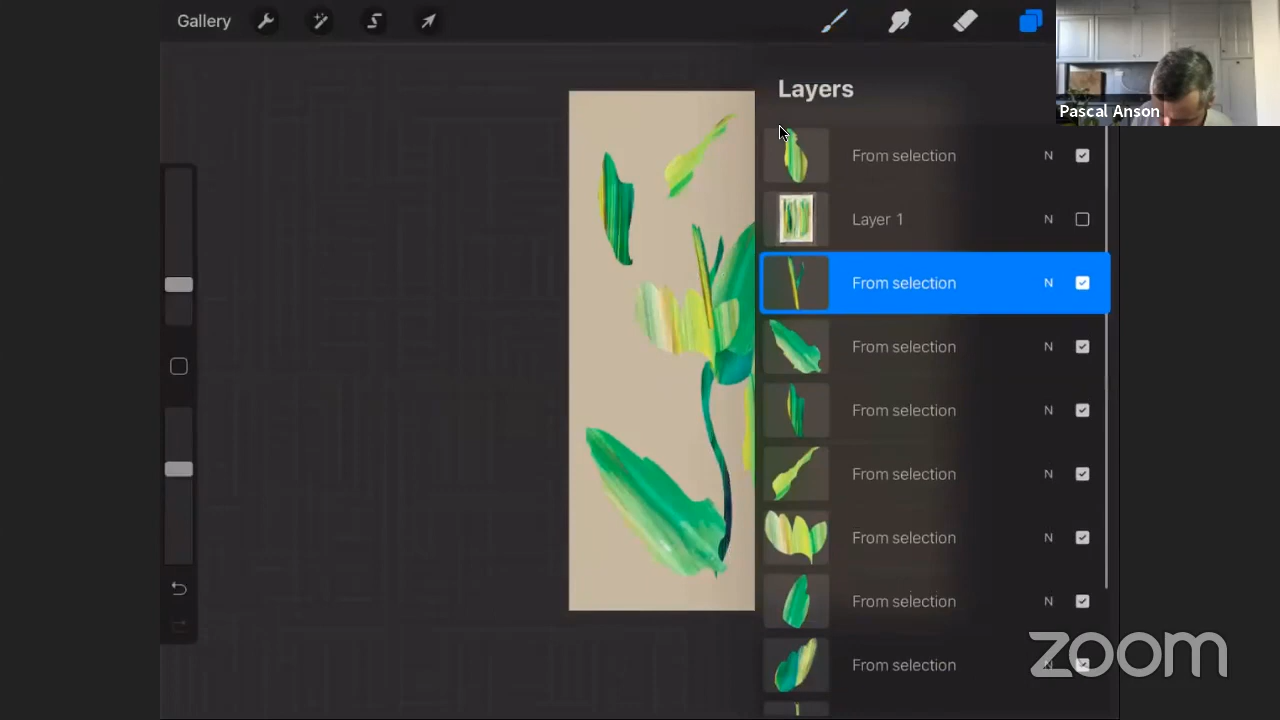 Gallery
Pascal Anson
Layers
From selection N
Layer 1 N
From selection N
From selection N
From selection N
From selection N
From selection N
From selection N
From selection N
zoom